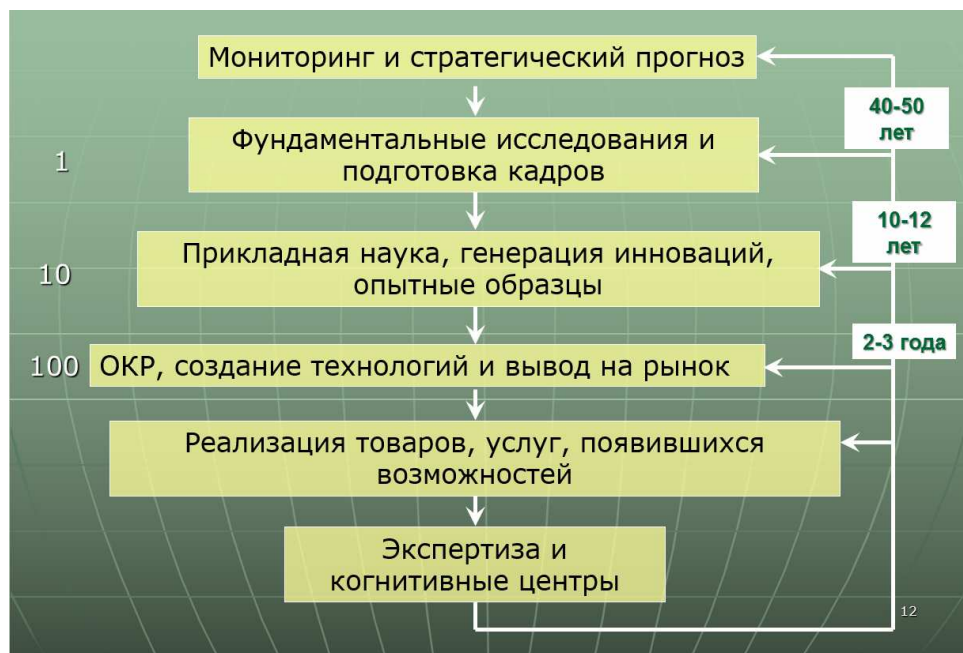 Мониторинг и стратегический прогноз
40-50
лет
1
Фундаментальные исследования и
подготовка кадров
10-12
лет
10
Прикладная наука, генерация инноваций,
опытные образцы
2-3 года
100
ОКР, создание технологий и вывод на рынок
Реализация товаров, услуг, появившихся
возможностей
Экспертиза и
когнитивные центры
12